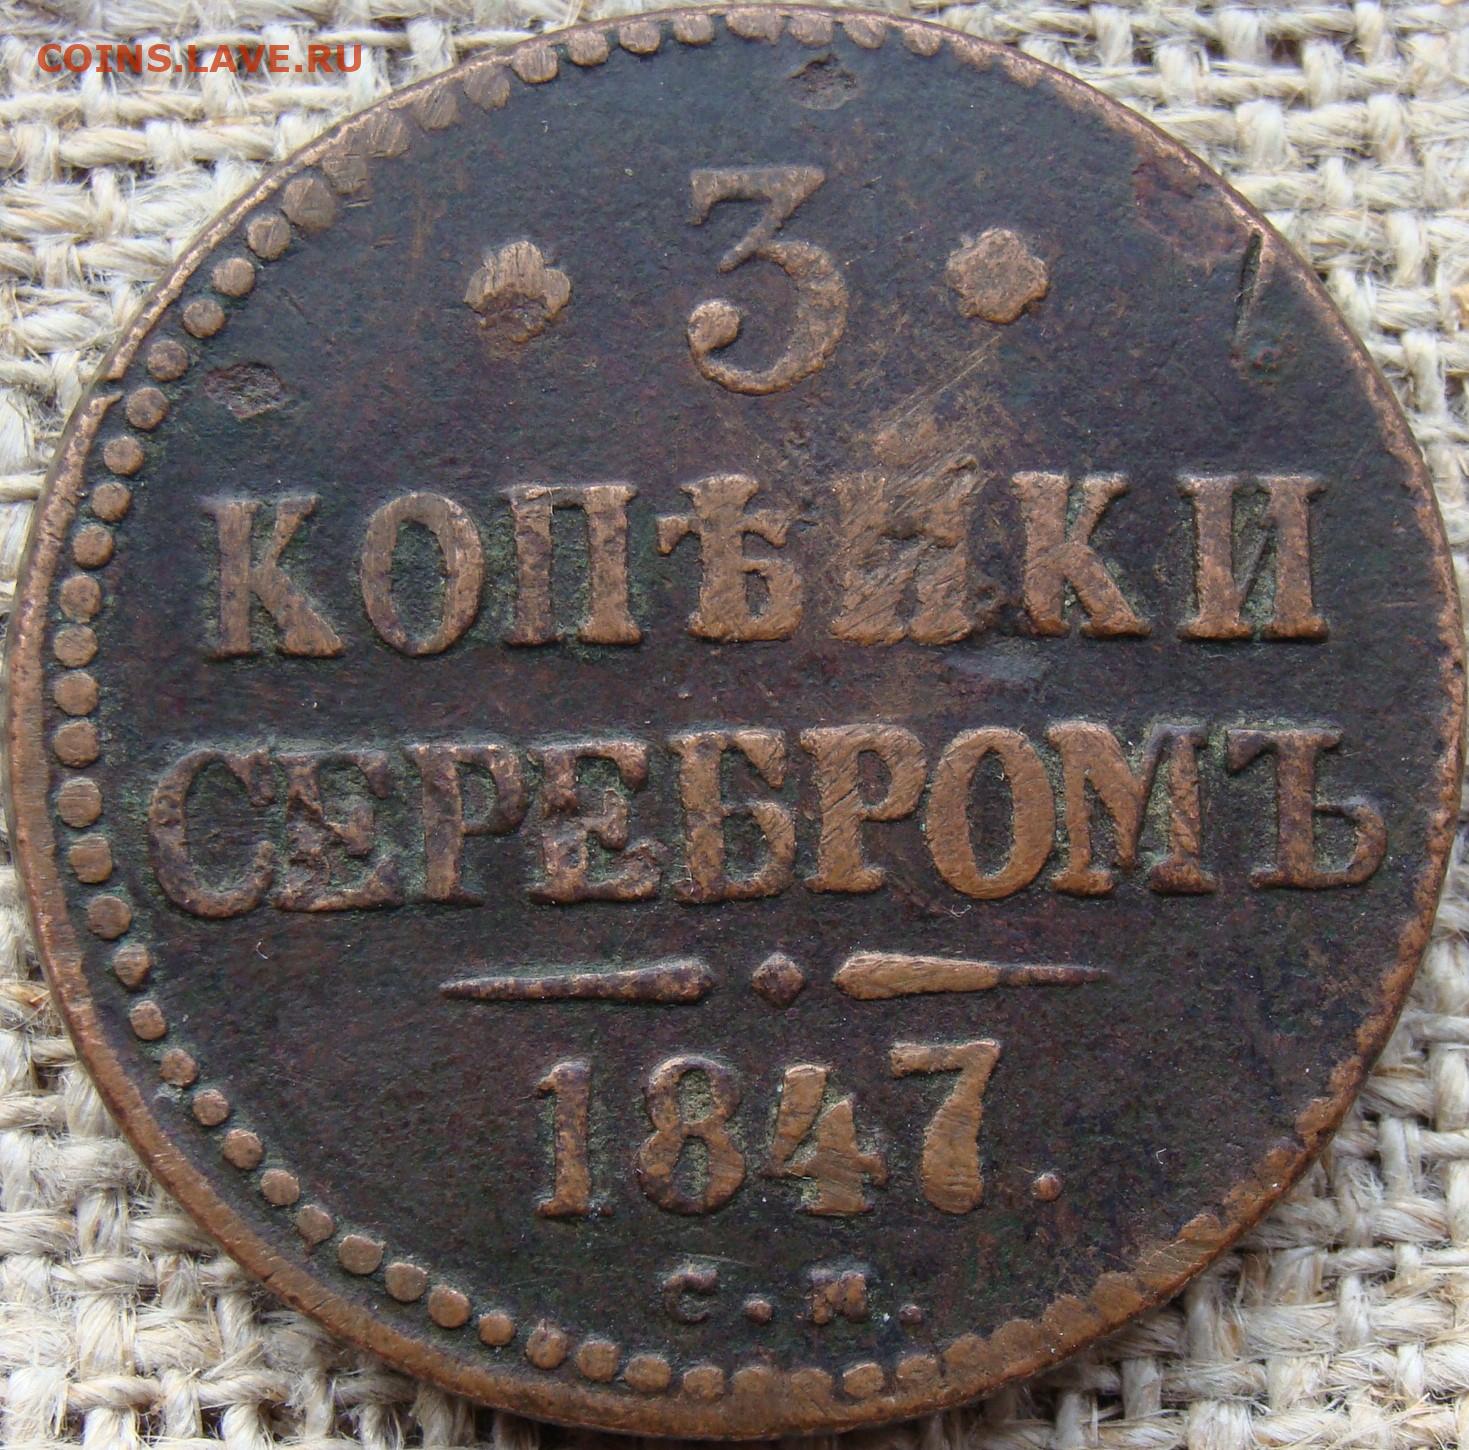 COINS.LAVE.RU
3
КОПѢЙКИ
СЕРЕБРОМЪ
1847.
С.М.